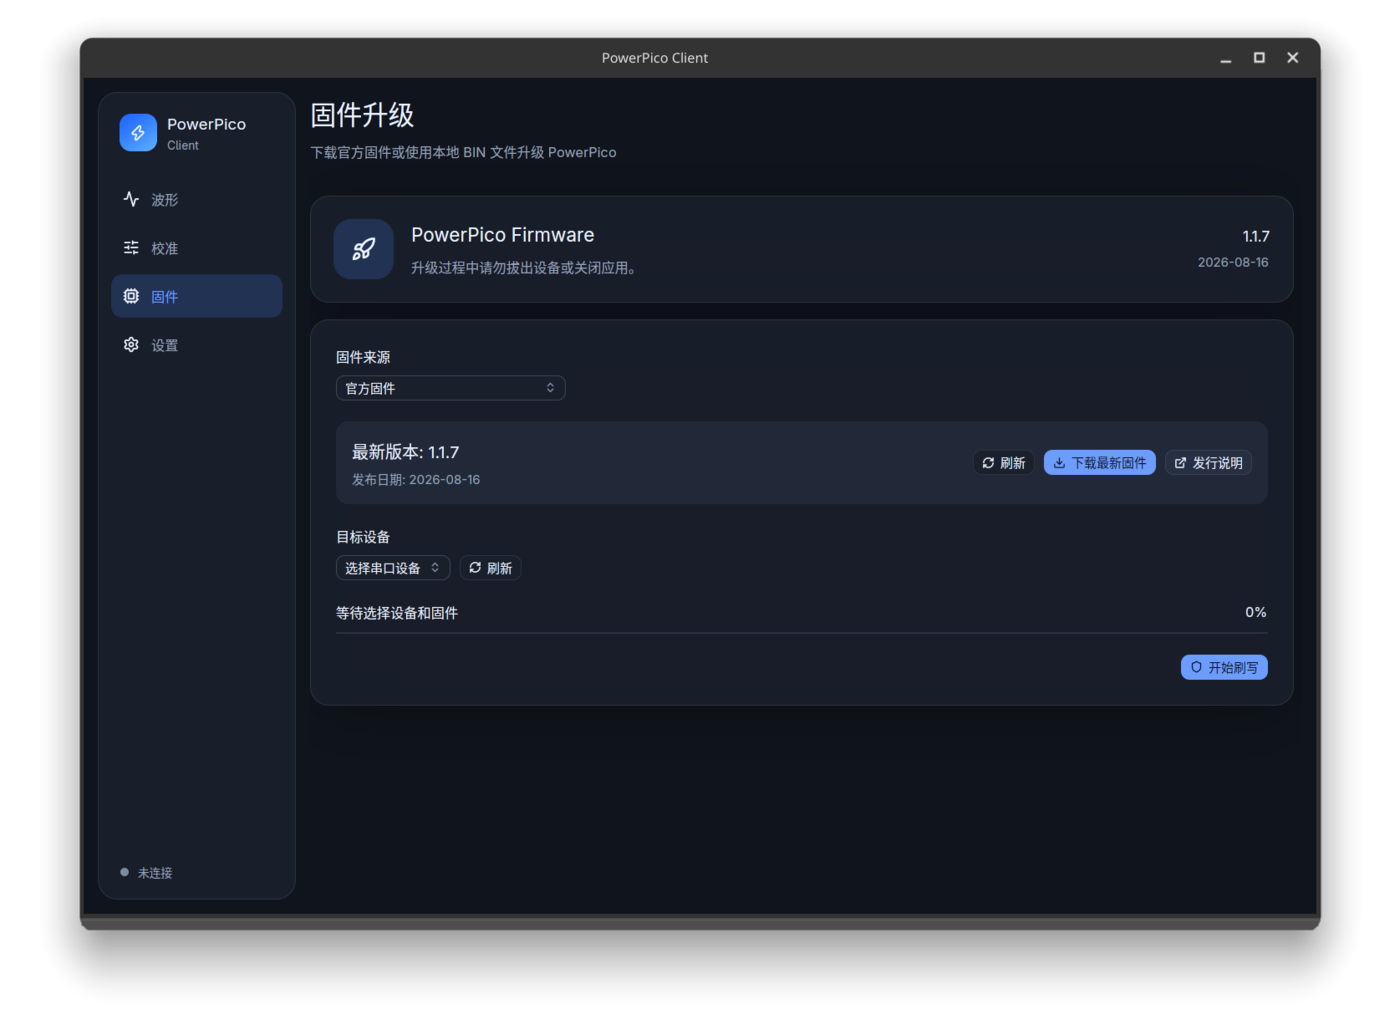 PowerPico Client
PowerPico
Client
波形
校准
固件
设置
未连接
固件升级
下载官方固件或使用本地 BIN 文件升级 PowerPico
PowerPico Firmware
升级过程中请勿拔出设备或关闭应用。
1.1.7
2026-08-16
固件来源
官方固件
最新版本: 1.1.7
发布日期: 2026-08-16
刷新
下载最新固件
发行说明
目标设备
选择串口设备
刷新
等待选择设备和固件
0%
开始刷写